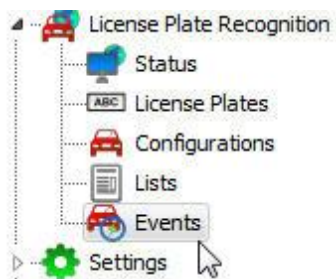 License Plate Recognition
Status
ABC License Plates
Configurations
Lists
Events
Settings